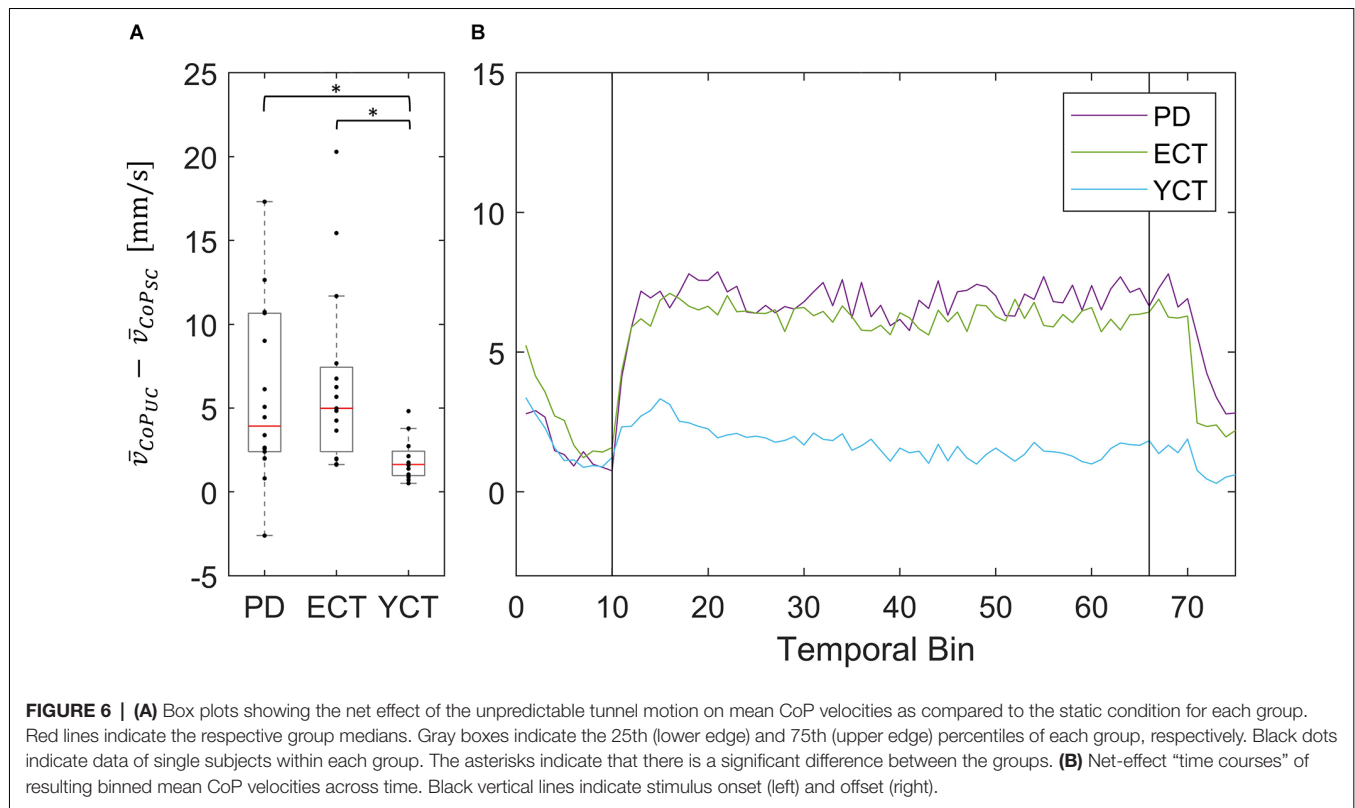 A
B
v̄CoP_UC − v̄CoP_SC [mm/s]
25
20
15
10
5
0
-5
*
*
PD ECT YCT
15
10
5
0
PD
ECT
YCT
0 10 20 30 40 50 60 70
Temporal Bin
FIGURE 6 | (A) Box plots showing the net effect of the unpredictable tunnel motion on mean CoP velocities as compared to the static condition for each group.
Red lines indicate the respective group medians. Gray boxes indicate the 25th (lower edge) and 75th (upper edge) percentiles of each group, respectively. Black dots
indicate data of single subjects within each group. The asterisks indicate that there is a significant difference between the groups. (B) Net-effect “time courses” of
resulting binned mean CoP velocities across time. Black vertical lines indicate stimulus onset (left) and offset (right).